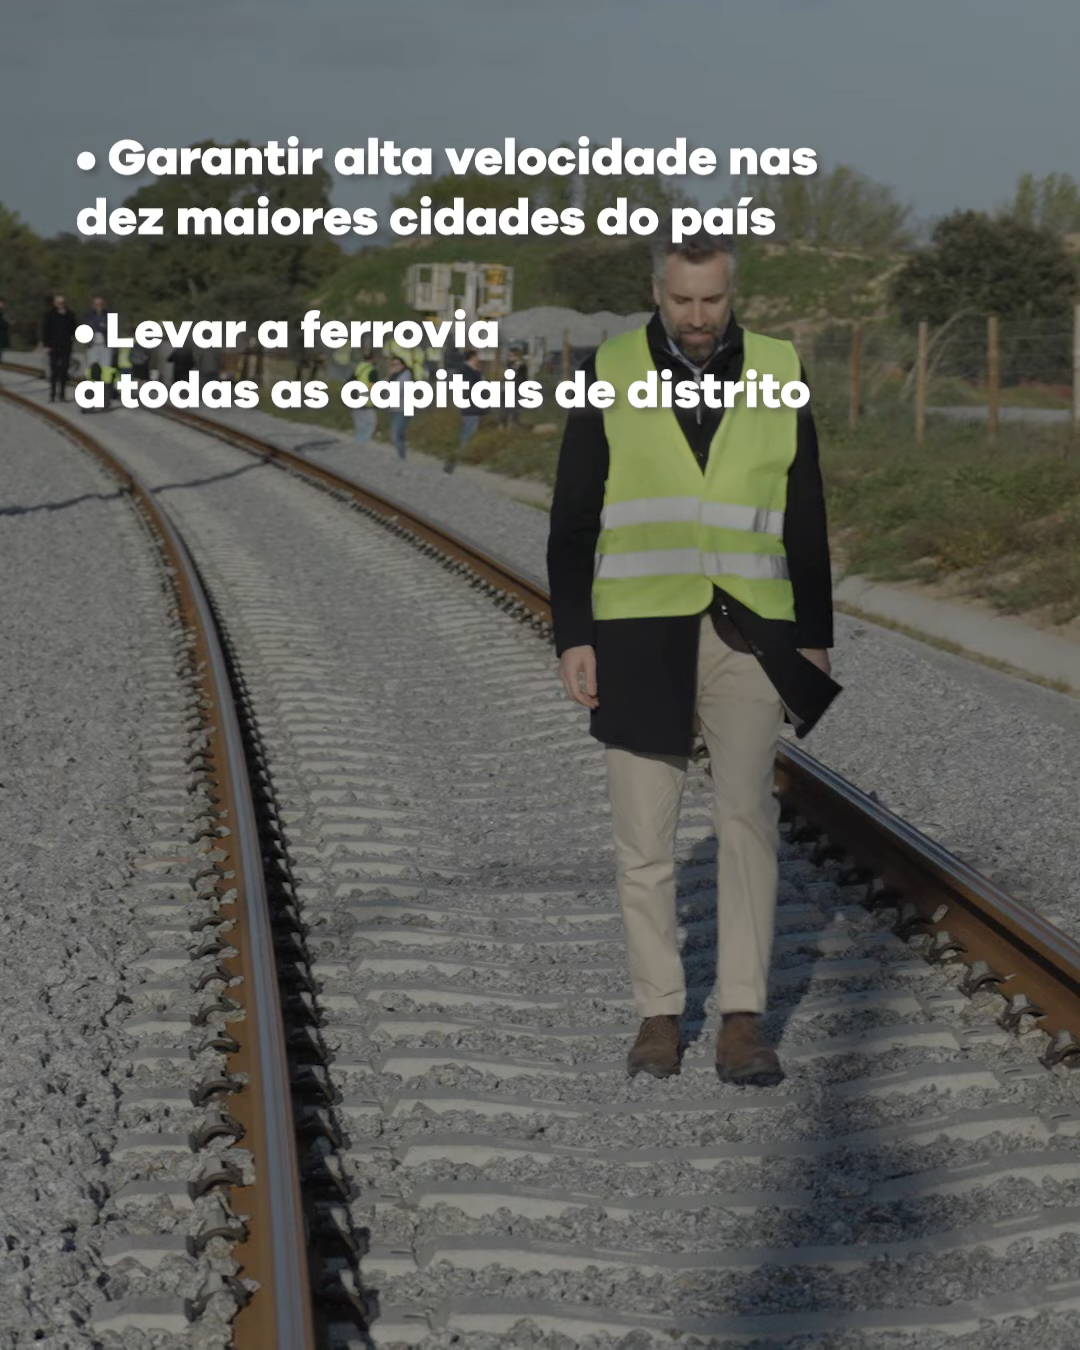 • Garantir alta velocidade nas
dez maiores cidades do país
• Levar a ferrovia
a todas as capitais de distrito